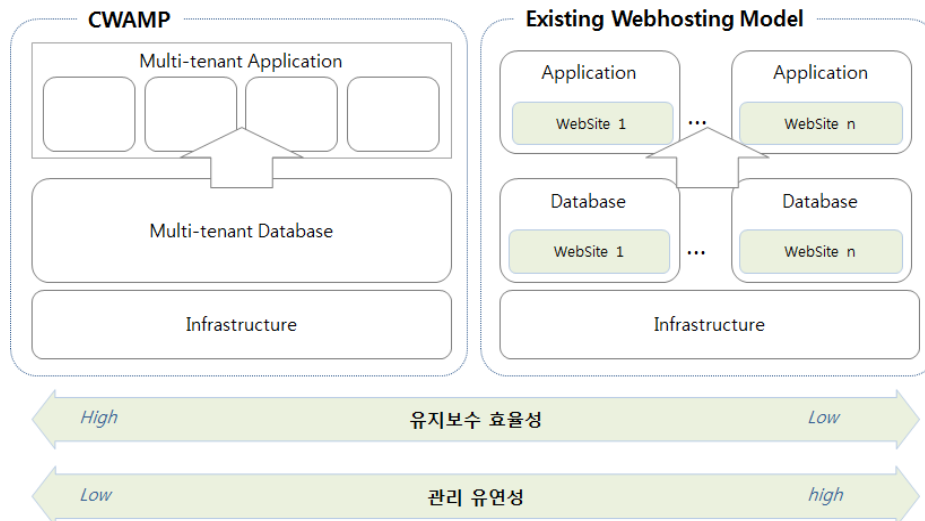 CWAMP
Multi-tenant Application
Multi-tenant Database
Infrastructure
Existing Webhosting Model
Application
WebSite 1
...
Application
WebSite n
Database
WebSite 1
...
Database
WebSite n
Infrastructure
High 유지보수 효율성 Low
Low 관리 유연성 high